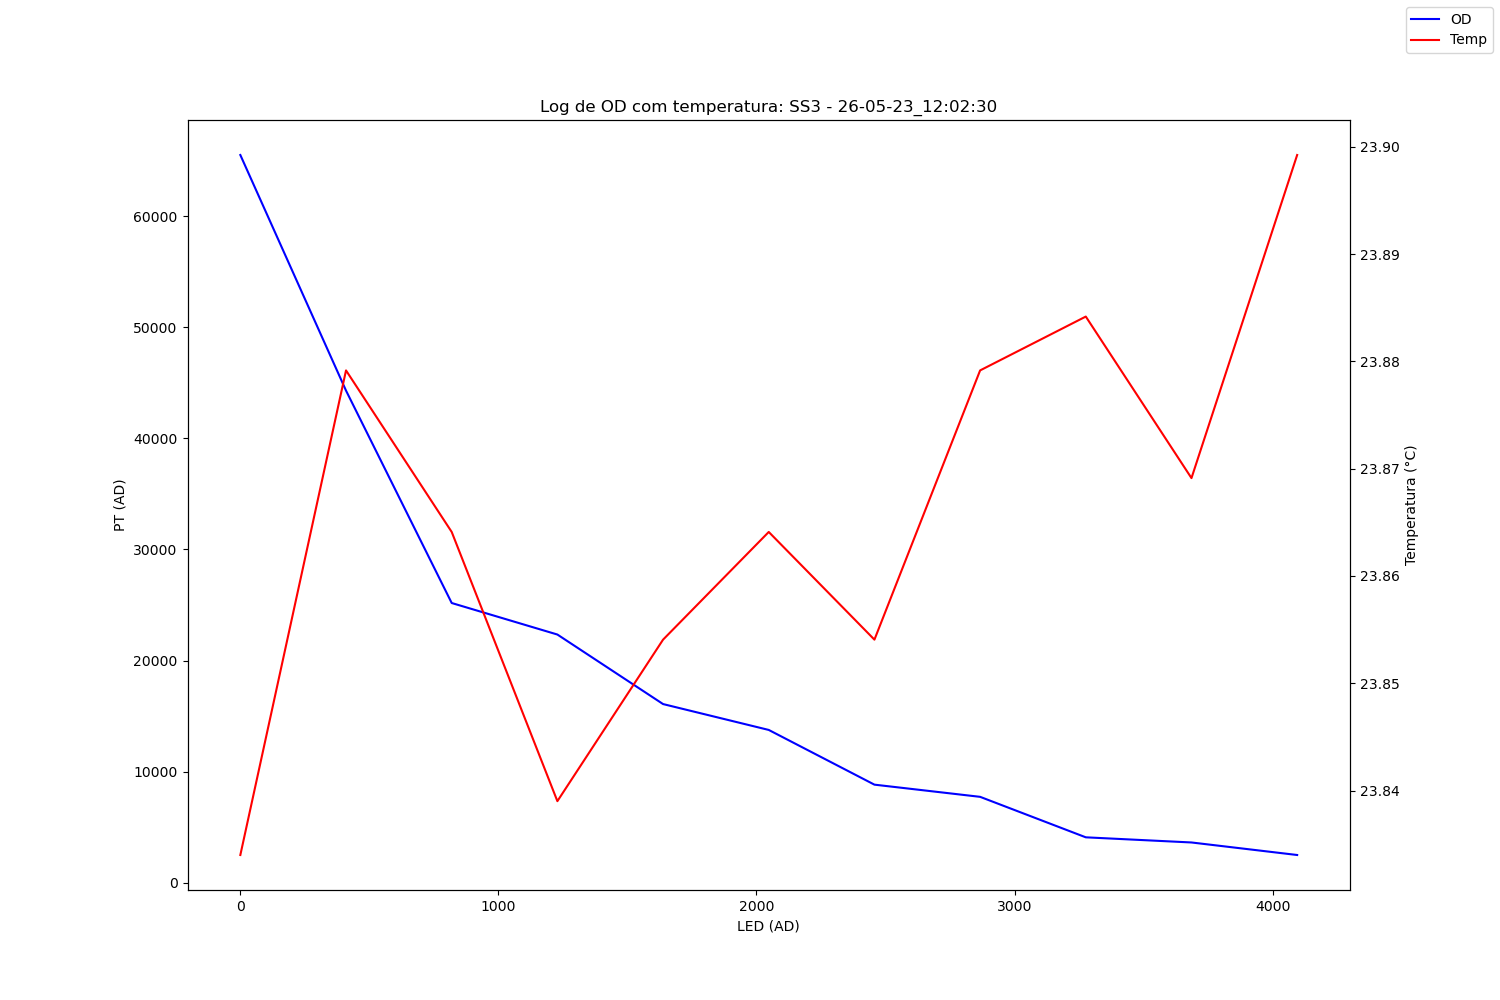 OD
Temp
Log de OD com temperatura: SS3 - 26-05-23_12:02:30
60000
50000
40000
30000
20000
10000
0
PT (AD)
23.90
23.89
23.88
23.87
23.86
23.85
23.84
Temperatura (°C)
0 1000 2000 3000 4000
LED (AD)